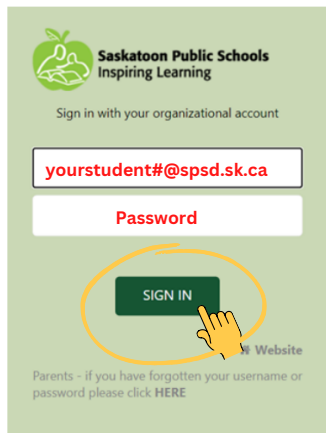 Saskatoon Public Schools
Inspiring Learning
Sign in with your organizational account
yourstudent#@spsd.sk.ca
Password
SIGN IN
Website
Parents - if you have forgotten your username or
password please click HERE